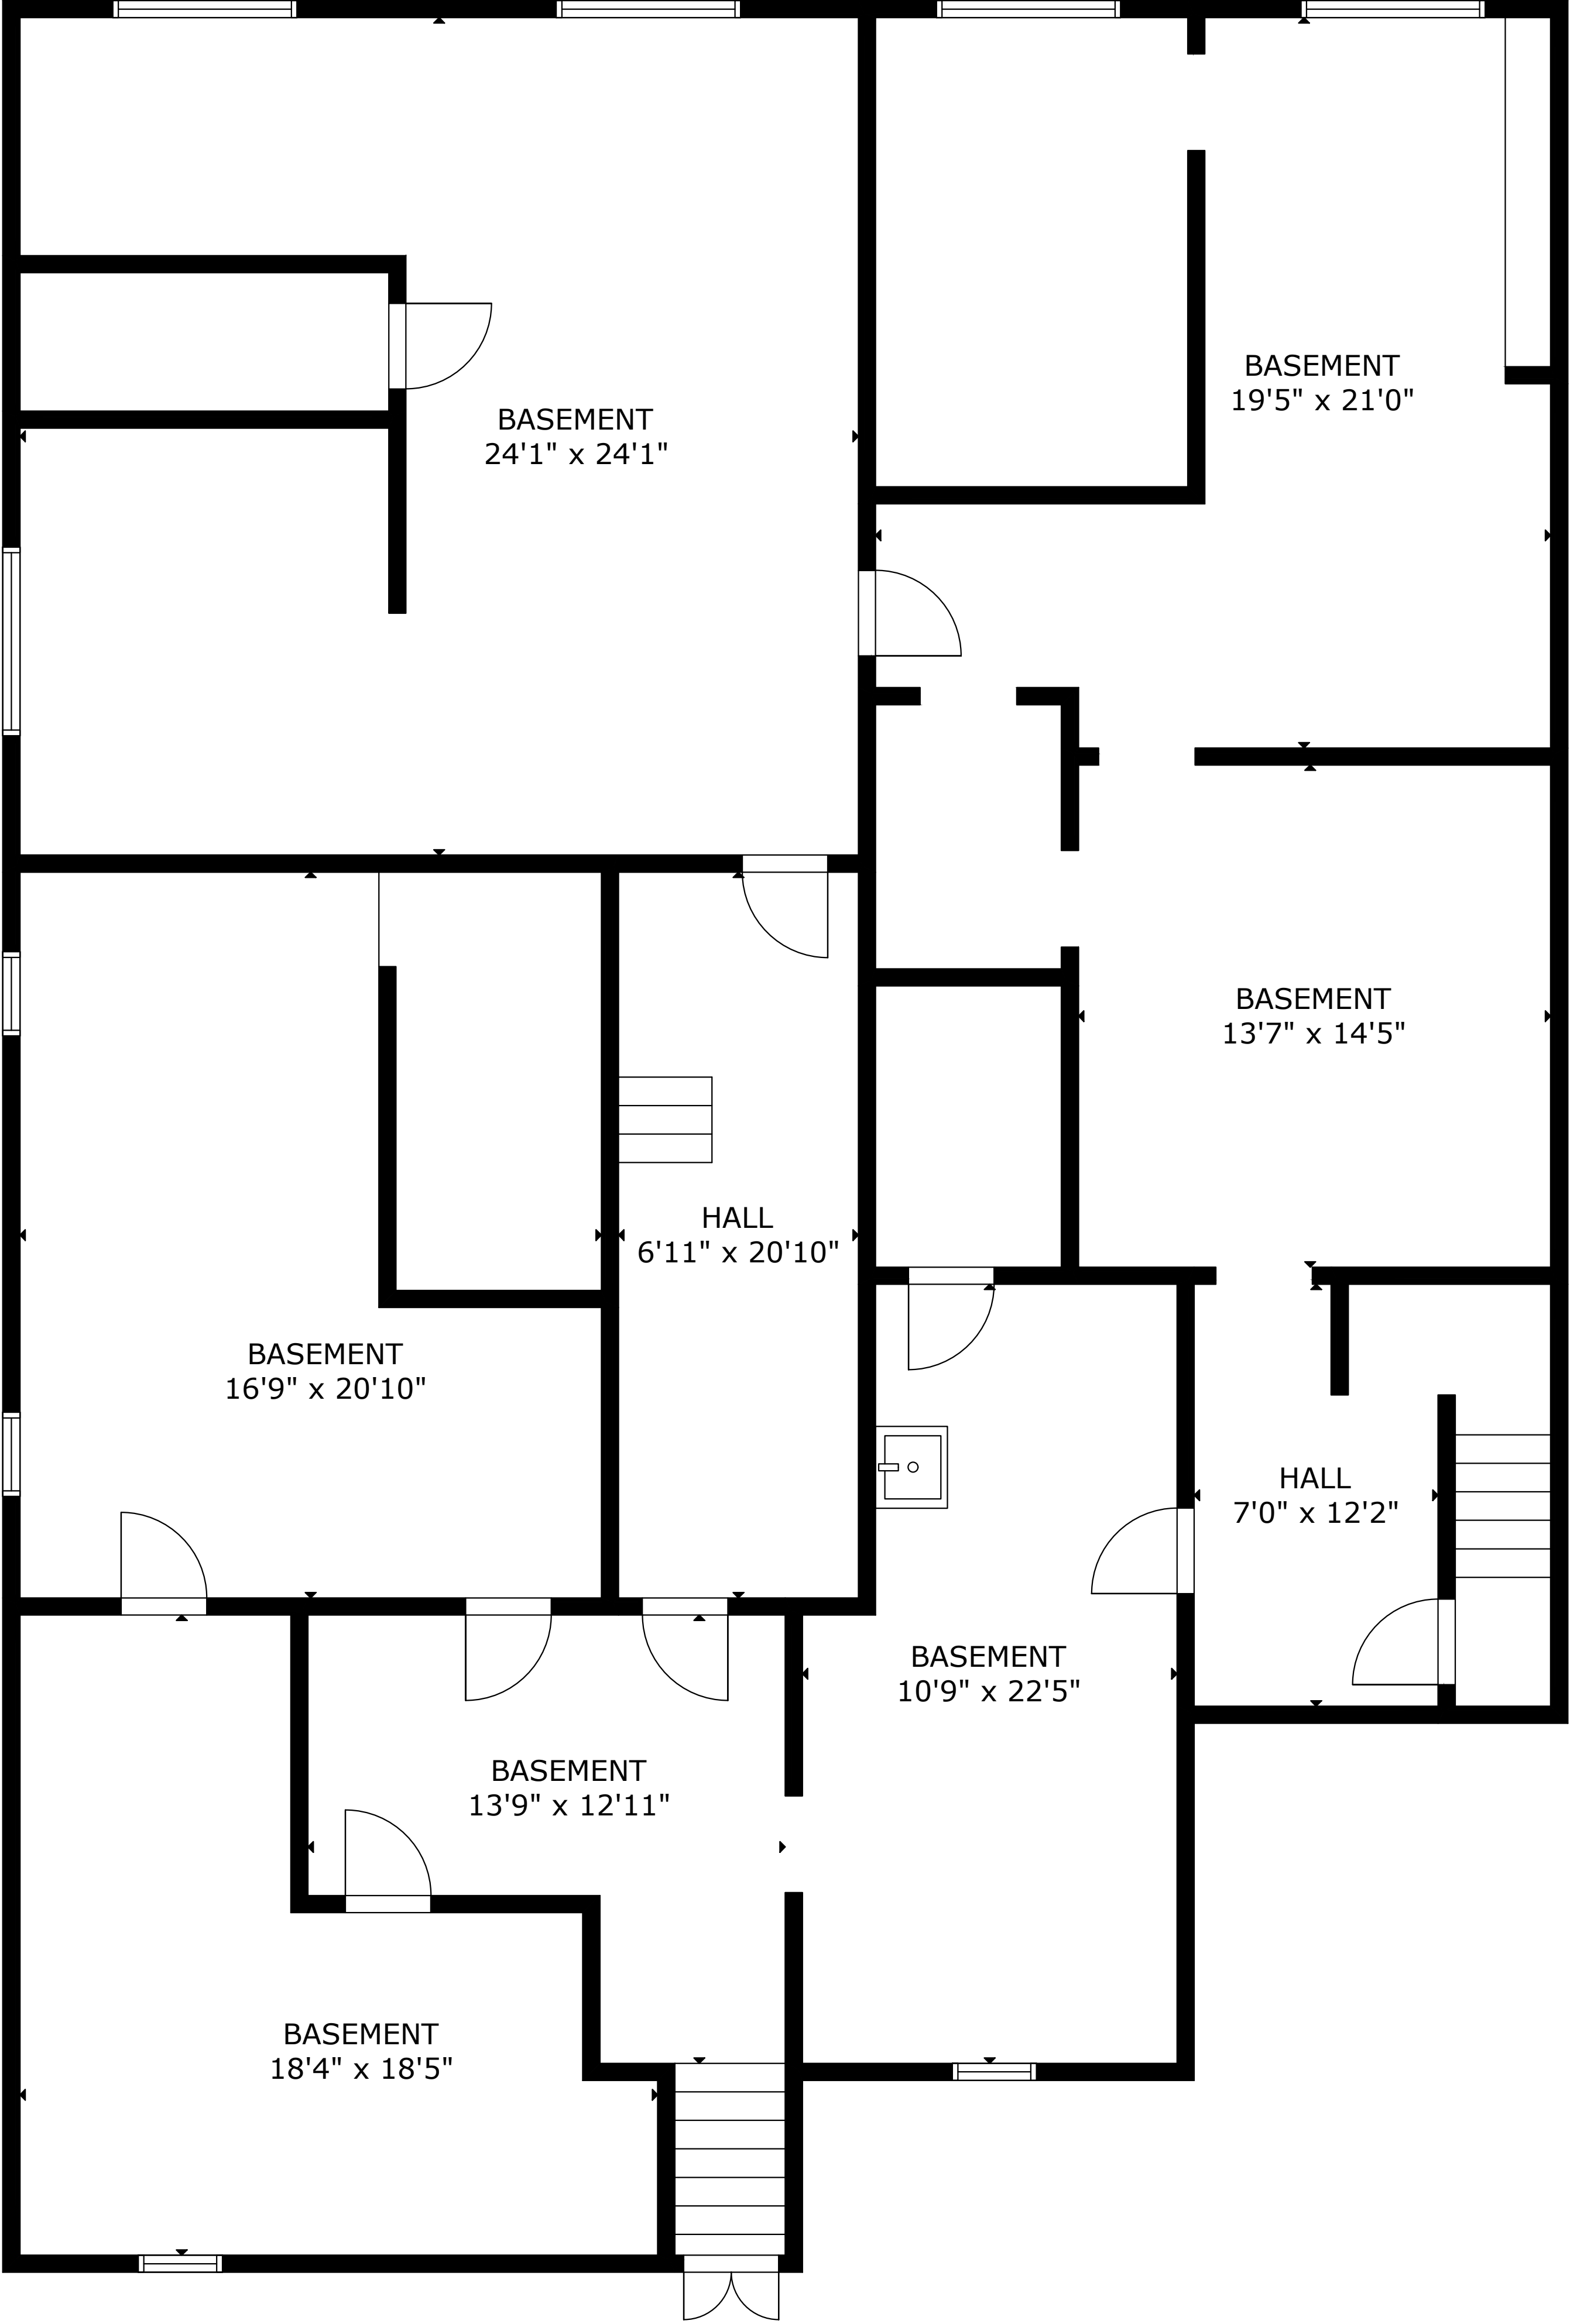 BASEMENT
19'5" x 21'0"
BASEMENT
24'1" x 24'1"
BASEMENT
13'7" x 14'5"
HALL
6'11" x 20'10"
BASEMENT
16'9" x 20'10"
HALL
7'0" x 12'2"
BASEMENT
10'9" x 22'5"
BASEMENT
13'9" x 12'11"
BASEMENT
18'4" x 18'5"